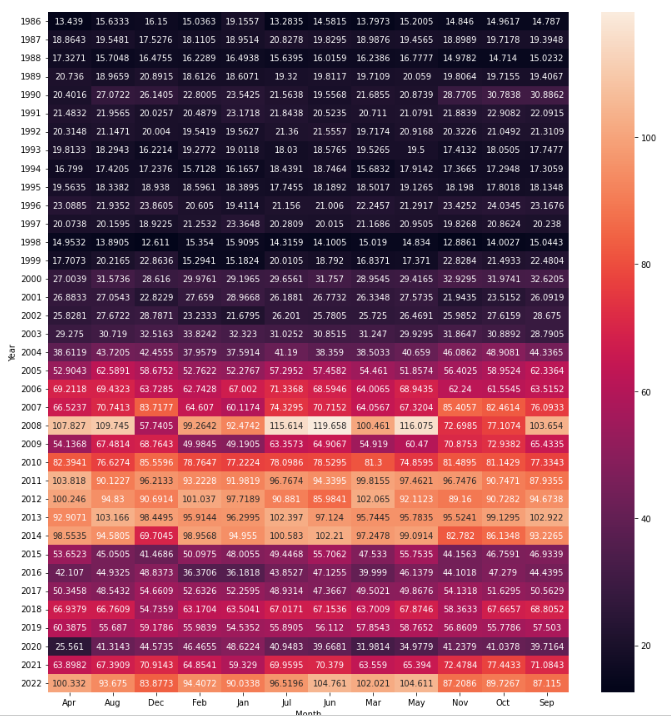 1986 13.439 15.6333 16.15 15.0363 19.1557 13.2835 14.5815 13.7973 15.2005 14.846 14.9617 14.787
1987 18.8643 19.5481 17.5276 18.1105 18.9514 20.8278 19.8295 18.9876 19.4565 18.8989 19.7178 19.3948
1988 17.3271 15.7048 16.4755 16.2289 16.4938 15.6395 16.0159 16.2386 16.7777 14.9782 14.714 15.0232
1989 20.736 18.9659 20.8915 18.6126 18.6071 19.32 19.8117 19.7109 20.059 19.8064 19.7155 19.4067
1990 20.4016 27.0722 26.1405 22.8005 23.5425 21.5638 19.5568 21.6855 20.8739 28.7705 30.7838 30.8862
1991 21.4832 21.9565 20.0257 20.4879 23.1718 21.8438 20.5235 20.711 21.0791 21.8839 22.9082 22.0915
1992 20.3148 21.1471 20.004 19.5419 19.5627 21.36 21.5557 19.7174 20.9168 20.3226 21.0492 21.3109
1993 19.8133 18.2943 16.2214 19.2772 19.0118 18.03 18.5765 19.5265 19.5 17.4132 18.0505 17.7477
1994 16.799 17.4205 17.2376 15.7128 16.1657 18.4391 18.7464 15.6832 17.9142 17.3665 17.2948 17.3059
1995 19.5635 18.3382 18.938 18.5961 18.3895 17.7455 18.1892 18.5017 19.1265 18.198 17.8018 18.1348
1996 23.0885 21.9352 23.8605 20.605 19.4114 21.156 21.006 22.2457 21.2917 23.4252 24.0345 23.1676
1997 20.0738 20.1595 18.9225 21.2532 23.3648 20.2809 20.015 21.1686 20.9505 19.8268 20.8624 20.238
1998 14.9532 13.8905 12.611 15.354 15.9095 14.3159 14.1005 15.019 14.834 12.8861 14.0027 15.0443
1999 17.7073 20.2165 22.8636 15.2941 15.1824 20.0105 18.792 16.8371 17.371 22.8284 21.4933 22.4804
2000 27.0039 31.5736 28.616 29.9761 29.1965 29.6561 31.757 28.9545 29.4165 32.9295 31.9741 32.6205
2001 26.8833 27.0543 22.8229 27.659 28.9668 26.1881 27.7732 26.3348 27.5735 21.9435 23.5152 26.0919
2002 25.8281 27.6722 28.7871 23.2333 21.6795 26.201 25.7805 25.725 26.4691 25.9852 27.6159 28.675
2003 29.275 30.719 32.5163 33.8242 32.323 31.0252 30.8515 31.247 29.9295 31.8647 30.8892 28.7905
2004 38.6119 43.7205 42.4555 37.9579 37.5914 41.19 38.359 38.5033 40.659 46.0862 48.9081 44.3365
2005 52.9043 62.5891 58.6752 52.7622 52.2767 57.2952 57.4582 54.461 51.8574 56.4025 58.9524 62.3364
2006 69.2118 69.4323 63.7285 62.7428 67.002 71.3368 68.5946 64.0065 68.9435 62.24 61.5545 63.5152
2007 66.5237 70.7413 83.7177 64.607 60.1174 74.3295 70.7152 64.0567 67.3204 85.4057 82.4614 76.0933
2008 107.827 109.745 57.7405 99.2642 92.4742 115.614 119.658 100.461 116.075 72.6985 77.1074 103.654
2009 54.1368 67.4814 68.7643 49.9845 49.1905 63.3573 64.9067 54.919 60.47 70.8753 72.9382 65.4335
2010 82.3941 76.6274 85.5596 78.7647 77.2224 78.0986 78.5295 81.3 74.8595 81.4895 81.1429 77.3343
2011 103.818 90.1227 96.2133 93.2228 91.9819 96.7674 94.3395 99.8155 97.4621 96.7476 90.7471 87.9355
2012 100.246 94.83 90.6914 101.037 97.7189 90.881 85.9841 102.065 92.1123 89.16 90.7282 94.6738
2013 92.9071 103.166 98.4495 95.9144 96.2995 102.397 97.124 95.7445 95.7835 95.5241 99.1295 102.922
2014 98.5535 94.5805 69.7045 98.9568 94.955 100.583 102.21 97.2478 99.0914 82.782 86.1348 93.2265
2015 53.6523 45.0505 41.4686 50.0975 48.0055 49.4468 55.7062 47.533 55.7535 44.1563 46.7591 46.9339
2016 42.107 44.9325 48.8373 36.3706 36.1818 43.8527 47.1255 39.999 46.1379 44.1018 47.279 44.4395
2017 50.3458 48.5432 54.6609 52.6326 52.2595 48.9314 47.3667 49.5021 49.8676 54.1318 51.6295 50.5629
2018 66.9379 66.7609 54.7359 63.1704 62.5041 67.0171 67.1536 63.7009 67.8746 58.3633 67.6657 68.8052
2019 60.3875 55.687 59.1786 55.9839 54.5352 55.8905 56.112 57.8543 58.7652 56.8609 55.7786 57.503
2020 25.561 41.3143 44.5735 46.4655 48.6224 40.9483 39.6681 31.9814 34.9779 41.2379 41.0378 39.7164
2021 63.8982 67.3909 70.9143 64.8541 59.329 69.9595 70.379 63.559 65.394 72.4784 77.4433 71.0843
2022 100.332 93.675 83.8773 94.4072 90.0338 96.5196 104.761 102.021 104.611 87.2086 89.7267 87.115
Apr Aug Dec Feb Jan Jul Jun Mar May Nov Oct Sep
Month
Year
100
80
60
40
20